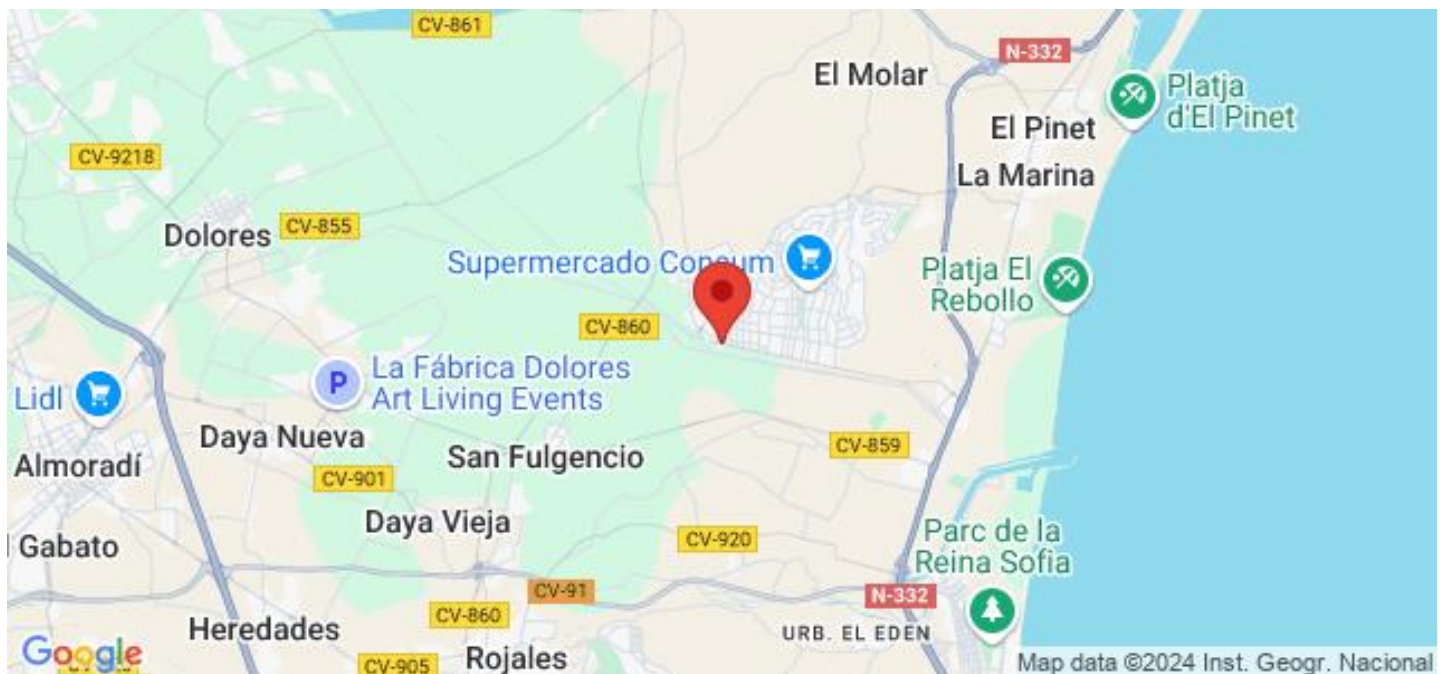 CV-861
N-332
El Molar
Platja
d'El Pinet
El Pinet
CV-9218
La Marina
Dolores
CV-855
Supermercado Consum
Platja El
Rebollo
CV-860
La Fábrica Dolores
Art Living Events
P
Lidl
Daya Nueva
CV-859
San Fulgencio
Almoradí
CV-901
Daya Vieja
Parc de la
Reina Sofia
CV-920
Gabato
CV-91
N-332
CV-860
Heredades
URB. EL EDEN
Google
CV-905
Rojales
Map data ©2024 Inst. Geogr. Nacional